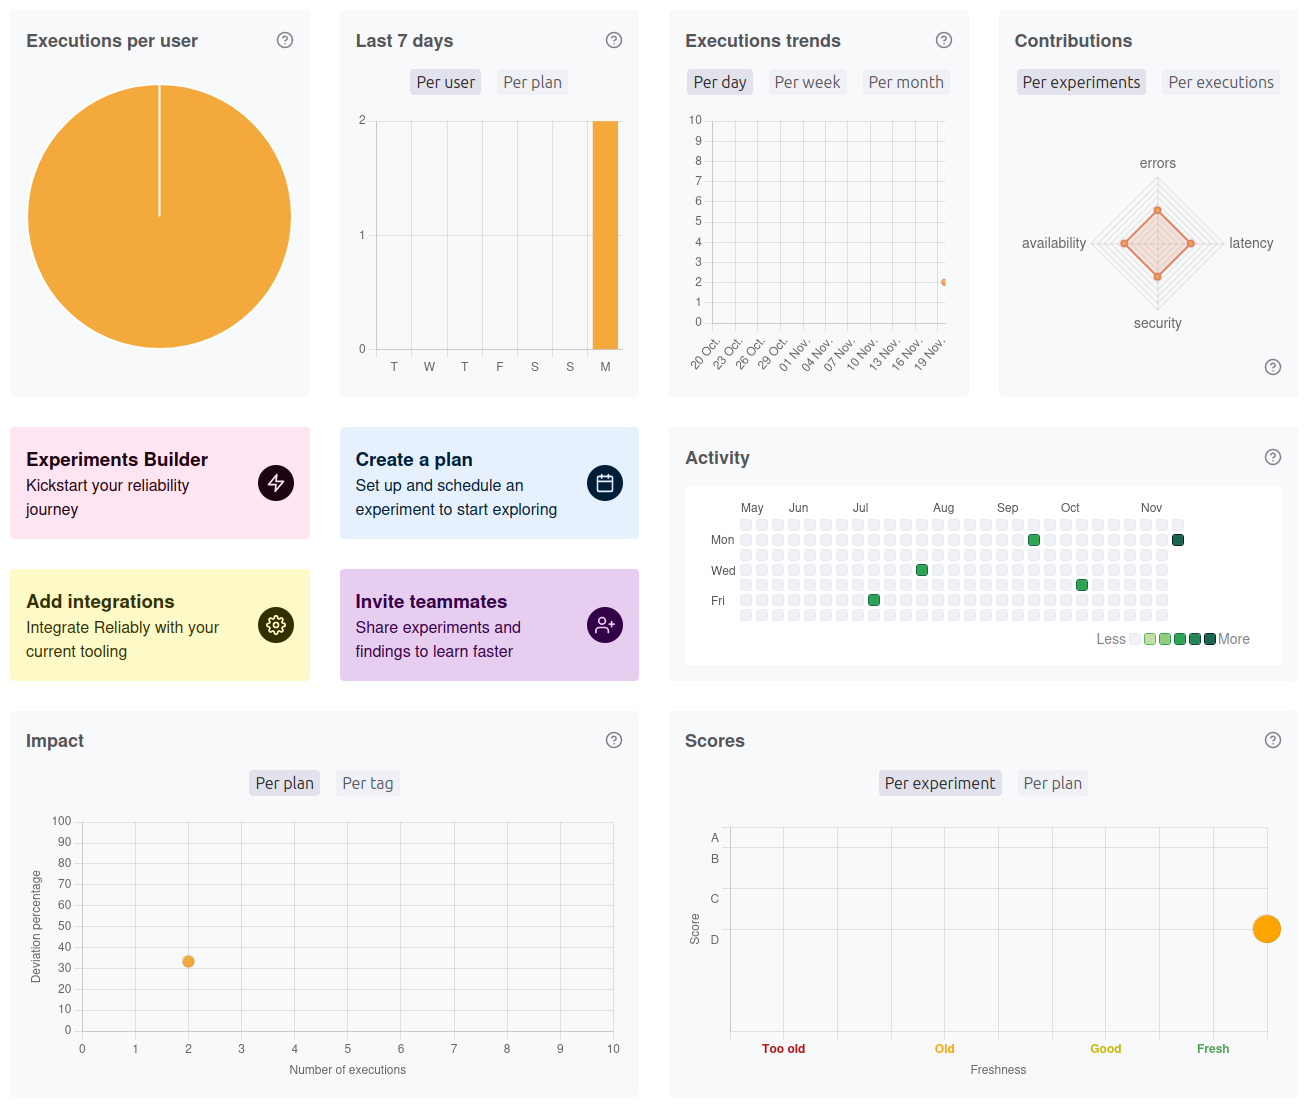 Executions per user
Last 7 days
Per user Per plan
2
1
0
T W T F S S M
Executions trends
Per day Per week Per month
10
9
8
7
6
5
4
3
2
1
0
20 Oct. 23 Oct. 26 Oct. 29 Oct. 01 Nov. 04 Nov. 07 Nov. 10 Nov. 13 Nov. 16 Nov. 19 Nov.
Contributions
Per experiments Per executions
errors
availability latency
security
Experiments Builder
Kickstart your reliability
journey
Create a plan
Set up and schedule an
experiment to start exploring
Add integrations
Integrate Reliably with your
current tooling
Invite teammates
Share experiments and
findings to learn faster
Activity
May Jun Jul Aug Sep Oct Nov
Mon
Wed
Fri
Less More
Impact
Per plan Per tag
Deviation percentage
100
90
80
70
60
50
40
30
20
10
0
0 1 2 3 4 5 6 7 8 9 10
Number of executions
Scores
Per experiment Per plan
Score
A
B
C
D
Too old Old Good Fresh
Freshness